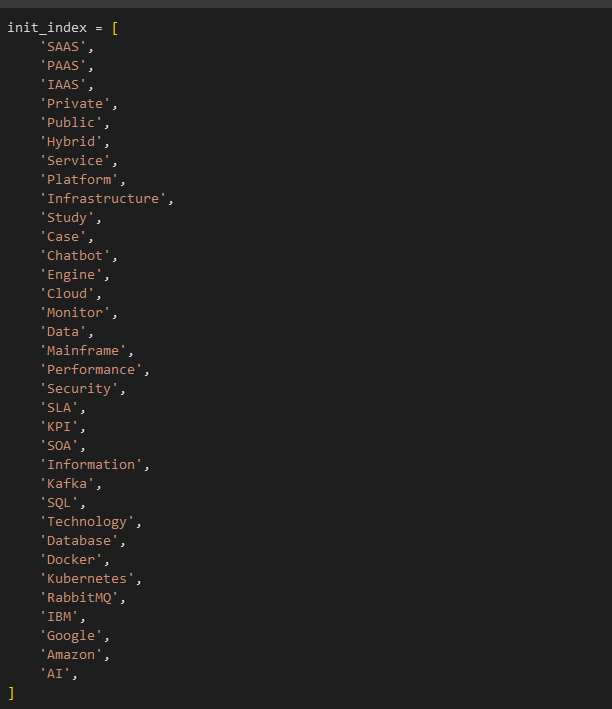 init_index = [
    'SAAS',
    'PAAS',
    'IAAS',
    'Private',
    'Public',
    'Hybrid',
    'Service',
    'Platform',
    'Infrastructure',
    'Study',
    'Case',
    'Chatbot',
    'Engine',
    'Cloud',
    'Monitor',
    'Data',
    'Mainframe',
    'Performance',
    'Security',
    'SLA',
    'KPI',
    'SOA',
    'Information',
    'Kafka',
    'SQL',
    'Technology',
    'Database',
    'Docker',
    'Kubernetes',
    'RabbitMQ',
    'IBM',
    'Google',
    'Amazon',
    'AI',
]